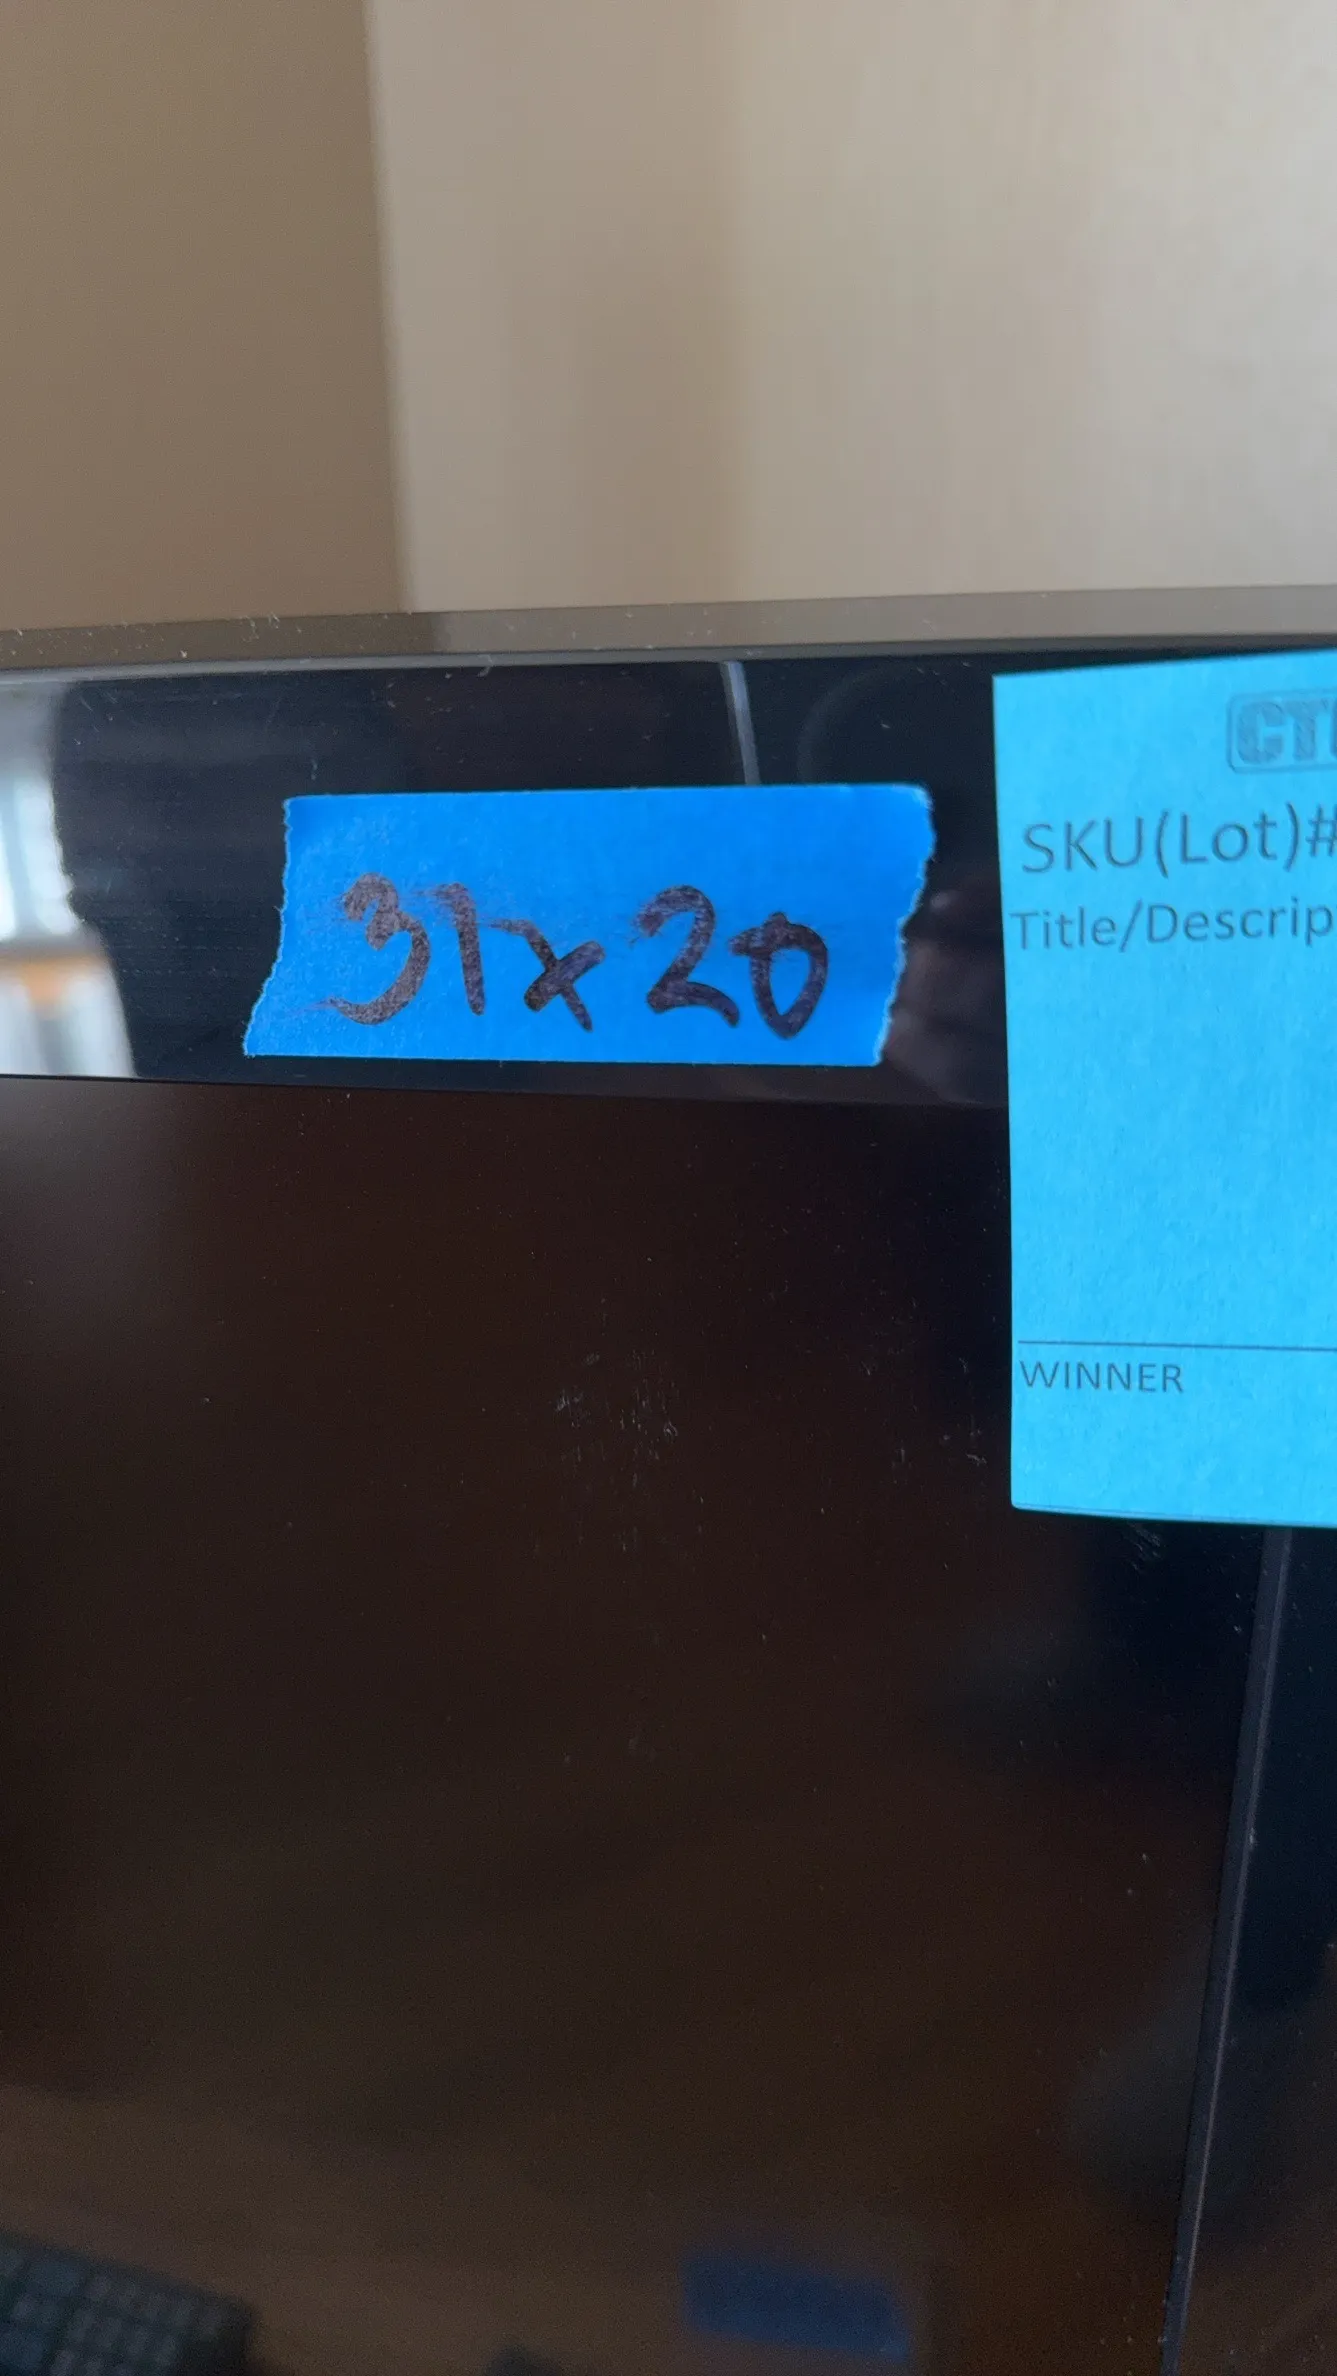 31x20
SKU(Lot)#
Title/Descrip
WINNER